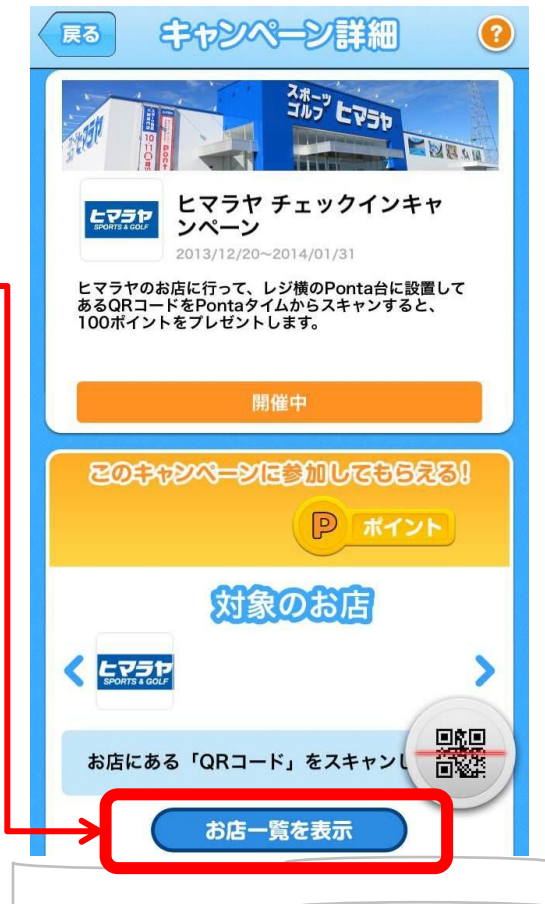 戻る
キャンペーン詳細
?
スポーツ
ゴルフ ヒマラヤ
ヒマラヤ
SPORTS & GOLF
ヒマラヤ チェックインキャ
ンペーン
2013/12/20~2014/01/31
ヒマラヤのお店に行って、レジ横のPonta台に設置して
あるQRコードをPontaタイムからスキャンすると、
100ポイントをプレゼントします。
開催中
このキャンペーンに参加してもらえる!
P ポイント
対象のお店
ヒマラヤ
SPORTS & GOLF
お店にある「QRコード」をスキャンし
お店一覧を表示